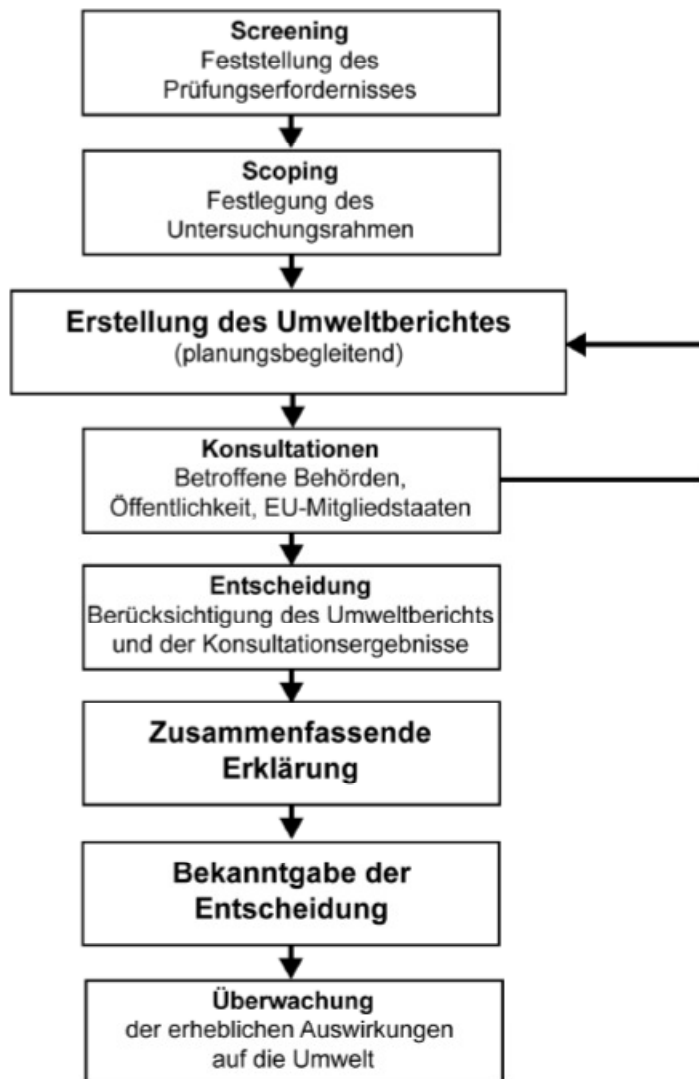 Screening
Feststellung des
Prüfungserfordernisses
Scoping
Festlegung des
Untersuchungsrahmen
Erstellung des Umweltberichtes
(planungsbegleitend)
Konsultationen
Betroffene Behörden,
Öffentlichkeit, EU-Mitgliedstaaten
Entscheidung
Berücksichtigung des Umweltberichts
und der Konsultationsergebnisse
Zusammenfassende
Erklärung
Bekanntgabe der
Entscheidung
Überwachung
der erheblichen Auswirkungen
auf die Umwelt